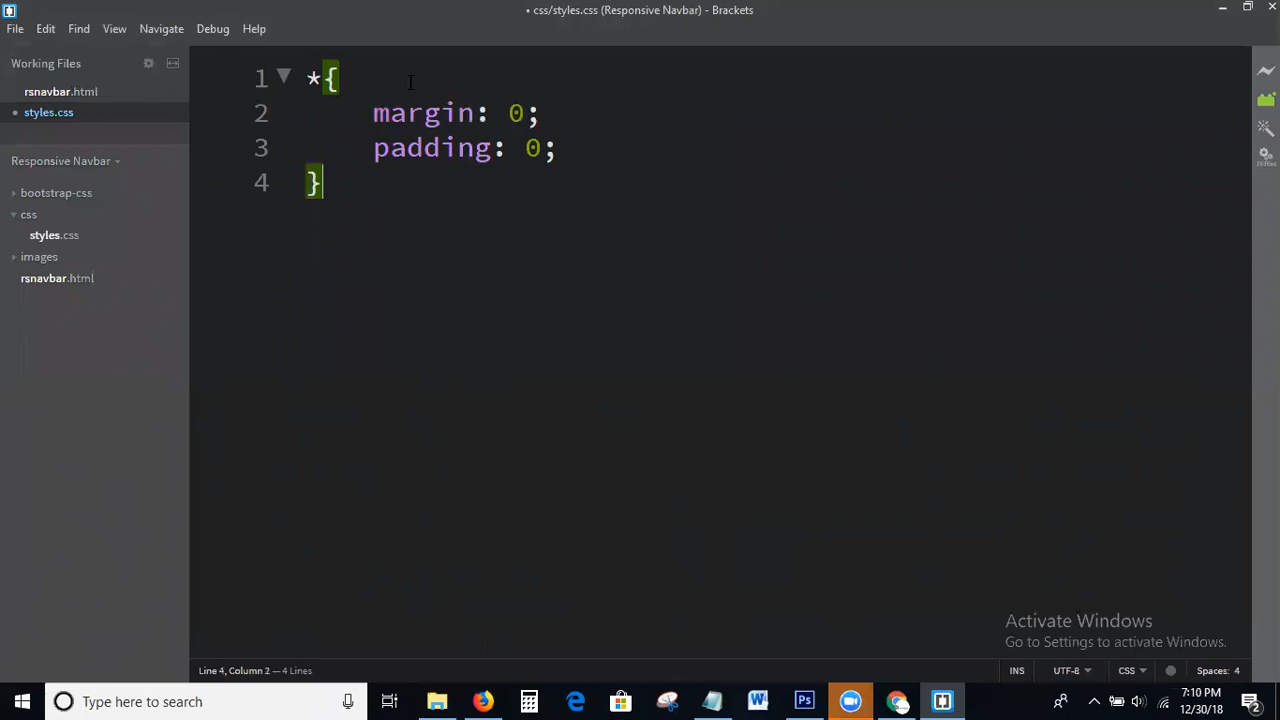 • css/styles.css (Responsive Navbar) - Brackets
File Edit Find View Navigate Debug Help
Working Files
rsnavbar.html
• styles.css
Responsive Navbar
bootstrap-css
css
styles.css
images
rsnavbar.html
1 *{
2 margin: 0;
3 padding: 0;
4 }
Activate Windows
Go to Settings to activate Windows.
Line 4, Column 2 — 4 Lines
INS UTF-8 CSS Spaces: 4
Type here to search
7:10 PM
12/30/18
2